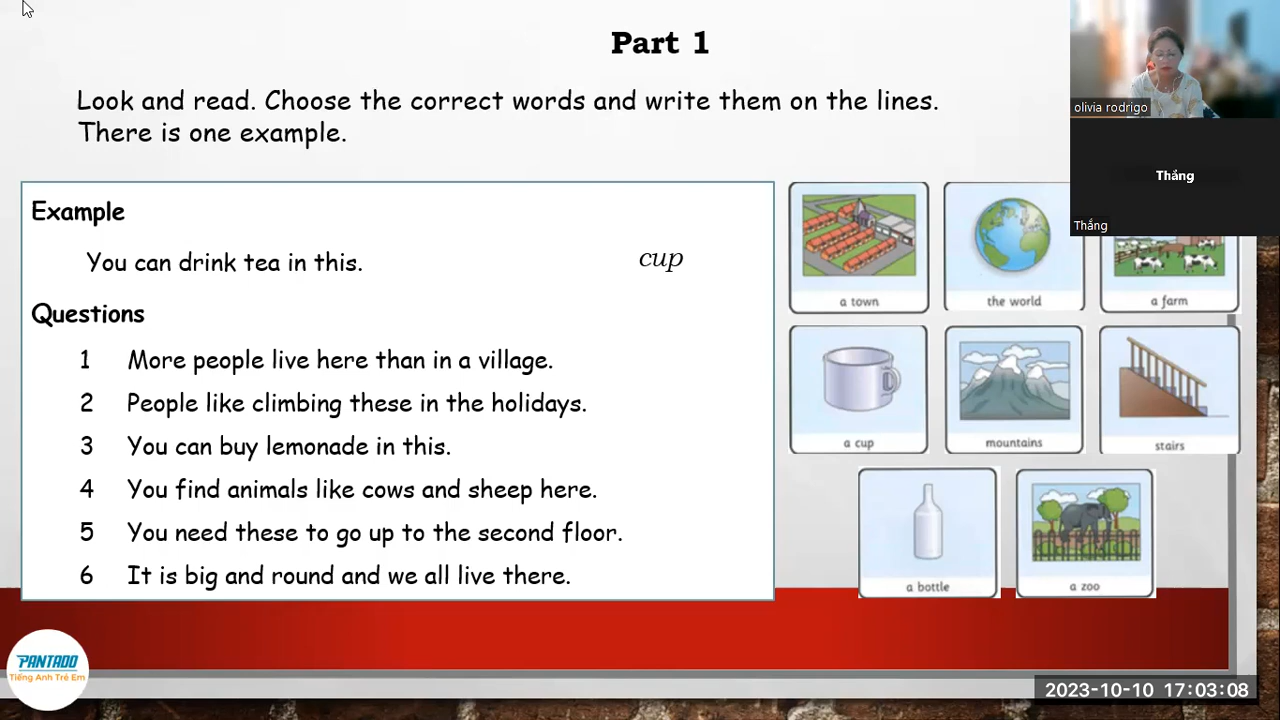 Part 1
Look and read. Choose the correct words and write them on the lines.
There is one example.
olivia rodrigo
Thắng
Thắng
Example
You can drink tea in this.
cup
Questions
1 More people live here than in a village.
2 People like climbing these in the holidays.
3 You can buy lemonade in this.
4 You find animals like cows and sheep here.
5 You need these to go up to the second floor.
6 It is big and round and we all live there.
a town
the world
a farm
a cup
mountains
stairs
a bottle
a zoo
PANTADO
Tiếng Anh Trẻ Em
2023-10-10 17:03:08